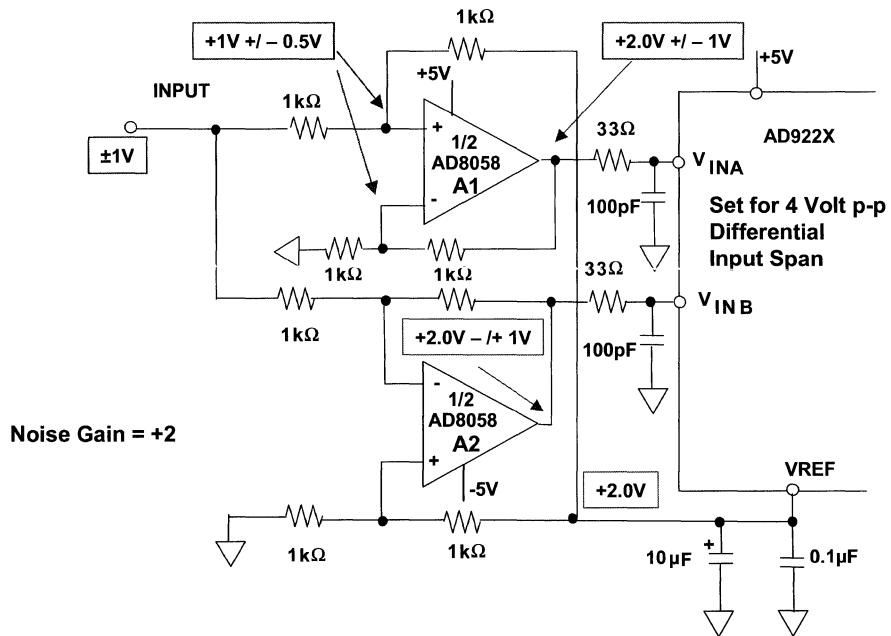 1kΩ
+1V +/ – 0.5V
+2.0V +/ – 1V
+5V
+5V
INPUT
1kΩ
±1V
+
1/2
AD8058
A1
-
33Ω
AD922X
VINA
100pF
Set for 4 Volt p-p
Differential
Input Span
1kΩ
1kΩ
33Ω
1kΩ
VIN B
+2.0V – /+ 1V
100pF
-
1/2
AD8058
A2
+
Noise Gain = +2
-5V
+2.0V
VREF
1kΩ
1kΩ
10µF
+
0.1µF